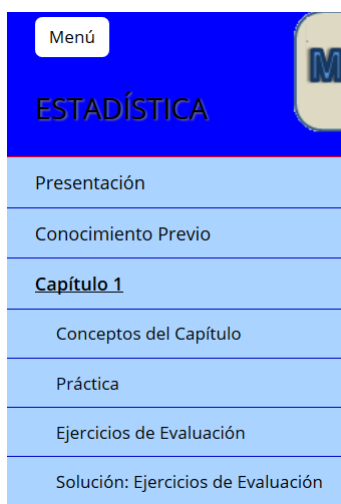 Menú
M
ESTADÍSTICA
Presentación
Conocimiento Previo
Capítulo 1
Conceptos del Capítulo
Práctica
Ejercicios de Evaluación
Solución: Ejercicios de Evaluación